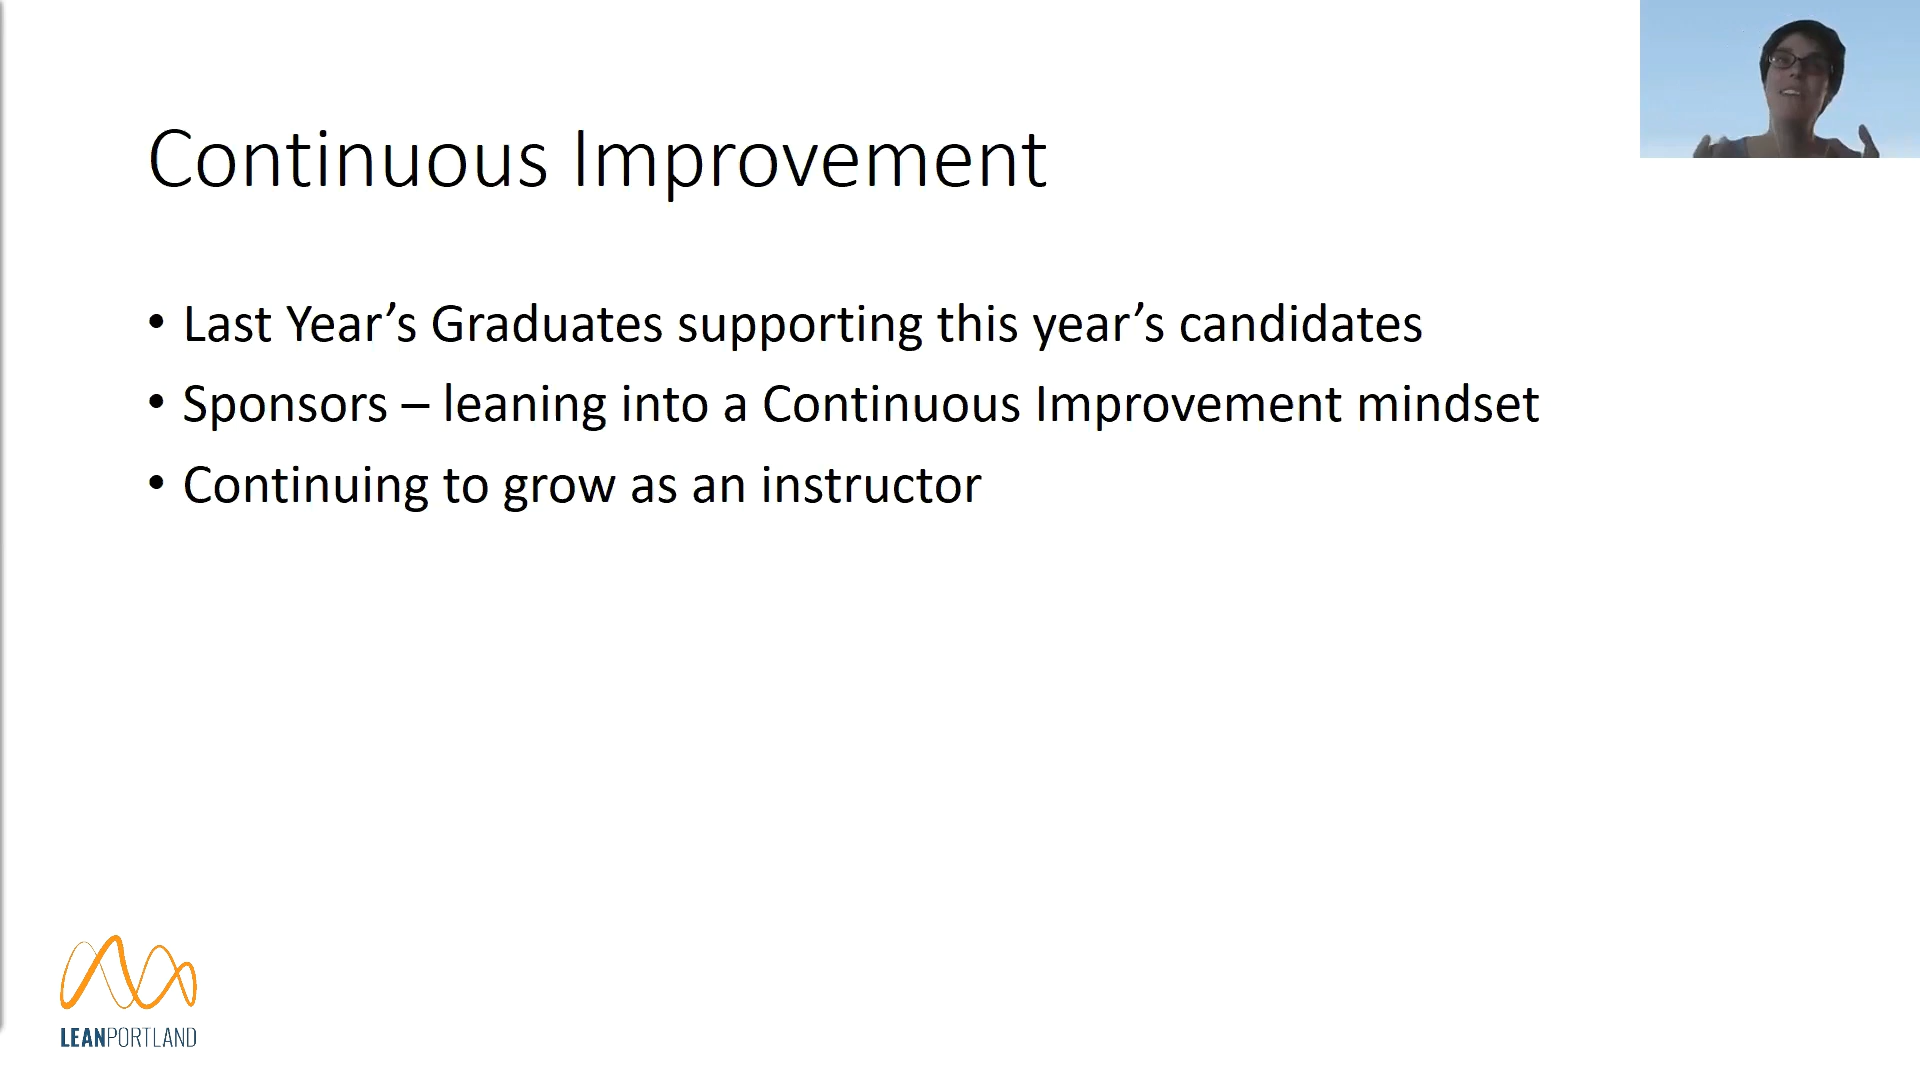 Continuous Improvement
• Last Year’s Graduates supporting this year’s candidates
• Sponsors – leaning into a Continuous Improvement mindset
• Continuing to grow as an instructor
LEANPORTLAND